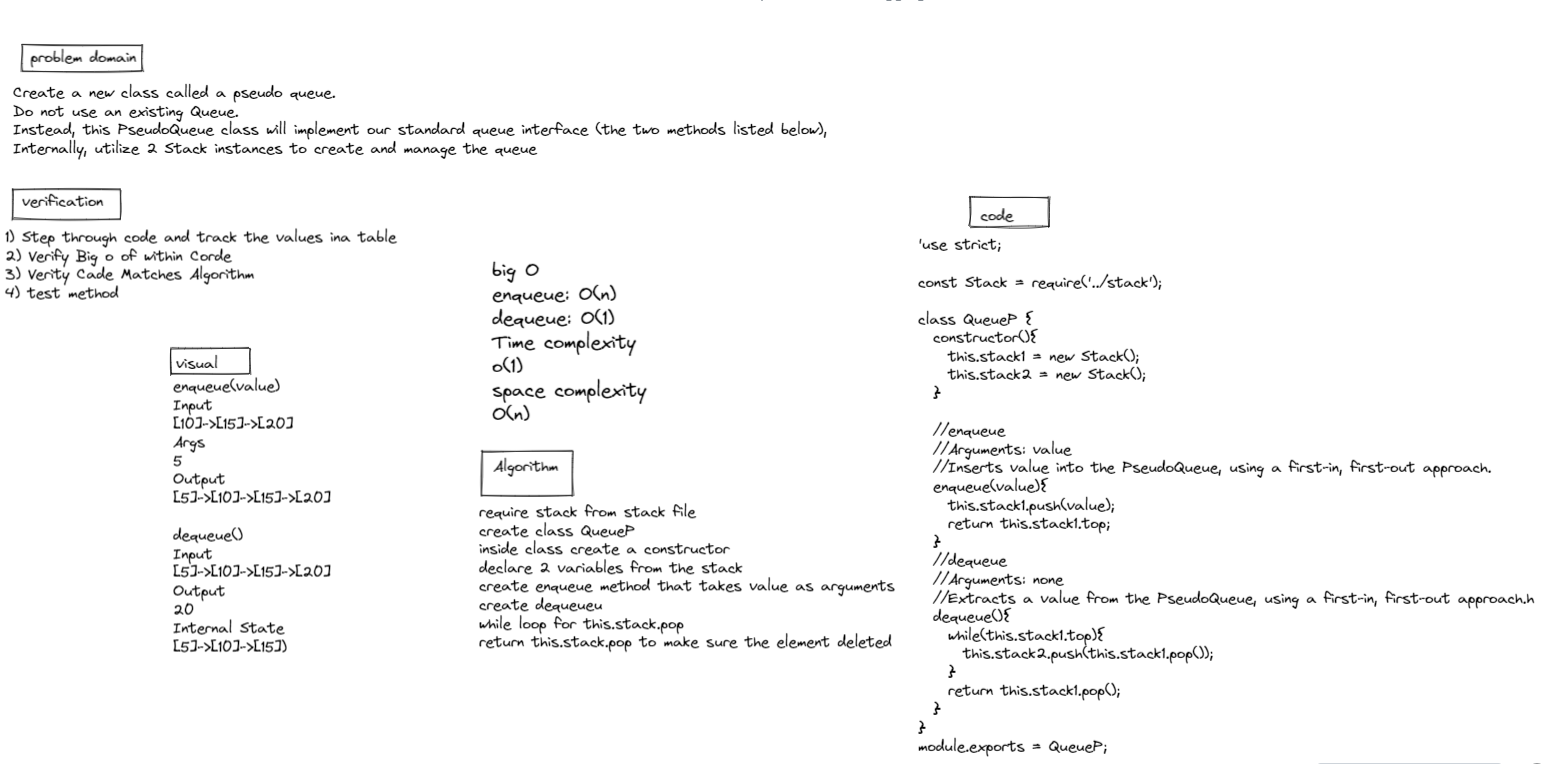 problem domain
Create a new class called a pseudo queue.
Do not use an existing Queue.
Instead, this PseudoQueue class will implement our standard queue interface (the two methods listed below),
Internally, utilize 2 Stack instances to create and manage the queue
verification
1) Step through code and track the values ina table
2) Verify Big o of within Corde
3) Verity Cade Matches Algorithm
4) test method
visual
enqueue(value)
Input
[10]->[15]->[20]
Args
5
Output
[5]->[10]->[15]->[20]
dequeue()
Input
[5]->[10]->[15]->[20]
Output
20
Internal State
[5]->[10]->[15])
big O
enqueue: O(n)
dequeue: O(1)
Time complexity
o(1)
space complexity
O(n)
Algorithm
require stack from stack file
create class QueueP
inside class create a constructor
declare 2 variables from the stack
create enqueue method that takes value as arguments
create dequeueu
while loop for this.stack.pop
return this.stack.pop to make sure the element deleted
code
'use strict;
const Stack = require('../stack');
class QueueP {
constructor(){
this.stack1 = new Stack();
this.stack2 = new Stack();
}
//enqueue
//Arguments: value
//Inserts value into the PseudoQueue, using a first-in, first-out approach.
enqueue(value){
this.stack1.push(value);
return this.stack1.top;
}
//dequeue
//Arguments: none
//Extracts a value from the PseudoQueue, using a first-in, first-out approach.h
dequeue(){
while(this.stack1.top){
this.stack2.push(this.stack1.pop());
}
return this.stack1.pop();
}
}
module.exports = QueueP;